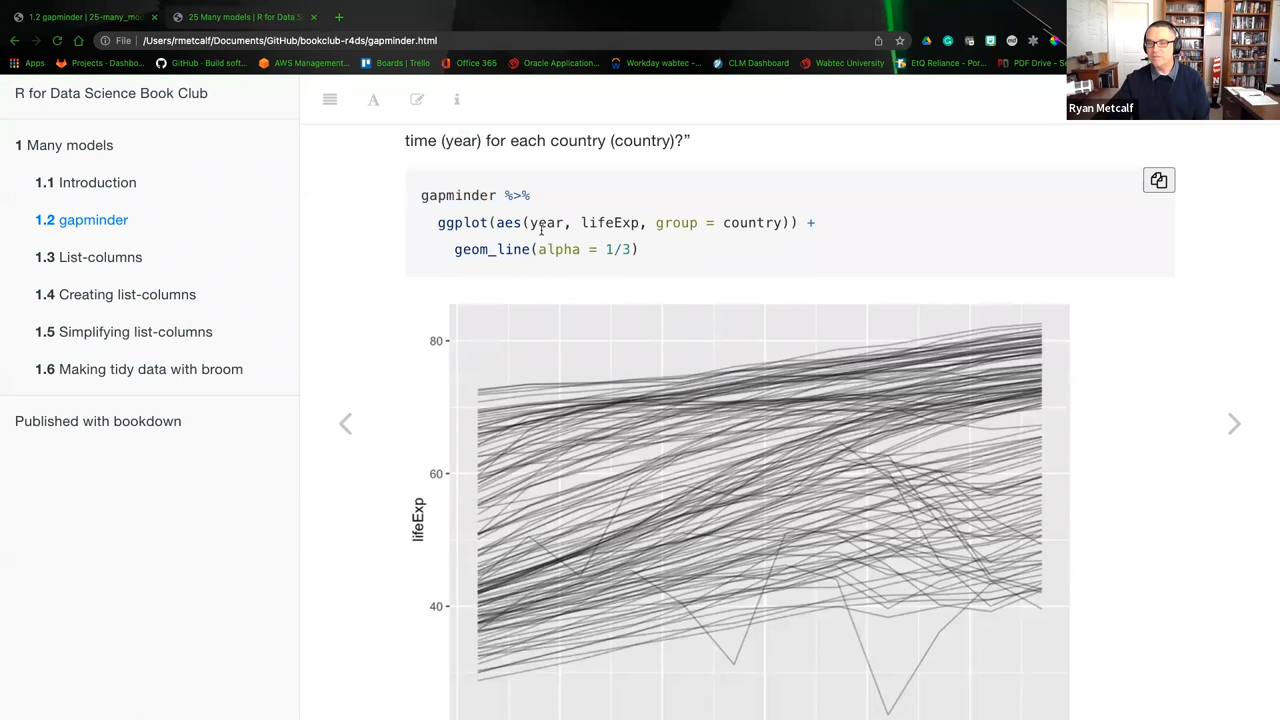 1.2 gapminder | 25-many_mo
25 Many models | R for Data S
File /Users/rmetcalf/Documents/GitHub/bookclub-r4ds/gapminder.html
Apps Projects - Dashbo... GitHub - Build soft... AWS Management... Boards | Trello Office 365 Oracle Application... Workday wabtec -... CLM Dashboard Wabtec University EtQ Reliance - Por... PDF Drive - Se
Ryan Metcalf
R for Data Science Book Club
1 Many models
1.1 Introduction
1.2 gapminder
1.3 List-columns
1.4 Creating list-columns
1.5 Simplifying list-columns
1.6 Making tidy data with broom
Published with bookdown
time (year) for each country (country)?”
gapminder %>%
ggplot(aes(year, lifeExp, group = country)) +
geom_line(alpha = 1/3)
80
60
40
lifeExp